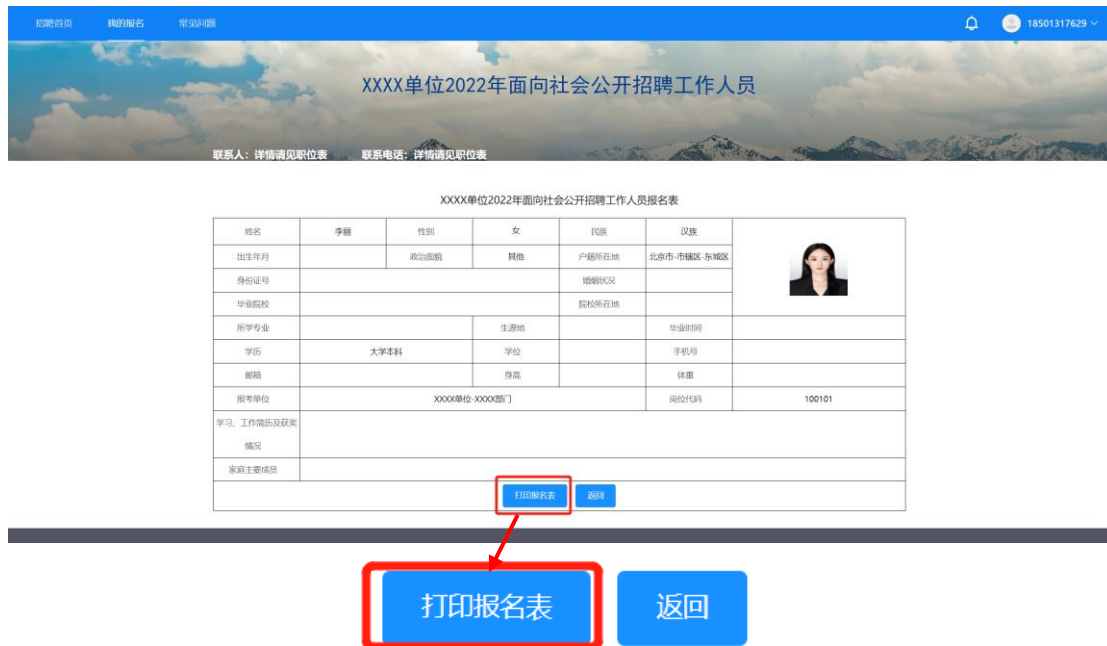 招聘首页 我的报名 常见问题 18501317629
XXXX单位2022年面向社会公开招聘工作人员
联系人：详情请见职位表 联系电话：详情请见职位表
XXXX单位2022年面向社会公开招聘工作人员报名表
姓名 李丽 性别 女 民族 汉族
出生年月 政治面貌 其他 户籍所在地 北京市-市辖区-东城区
身份证号 婚姻状况
毕业院校 院校所在地
所学专业 生源地 毕业时间
学历 大学本科 学位 手机号
邮箱 身高 体重
报考单位 XXXX单位-XXXX部门 岗位代码 100101
学习、工作简历及获奖
情况
家庭主要成员
打印报名表 返回
打印报名表 返回